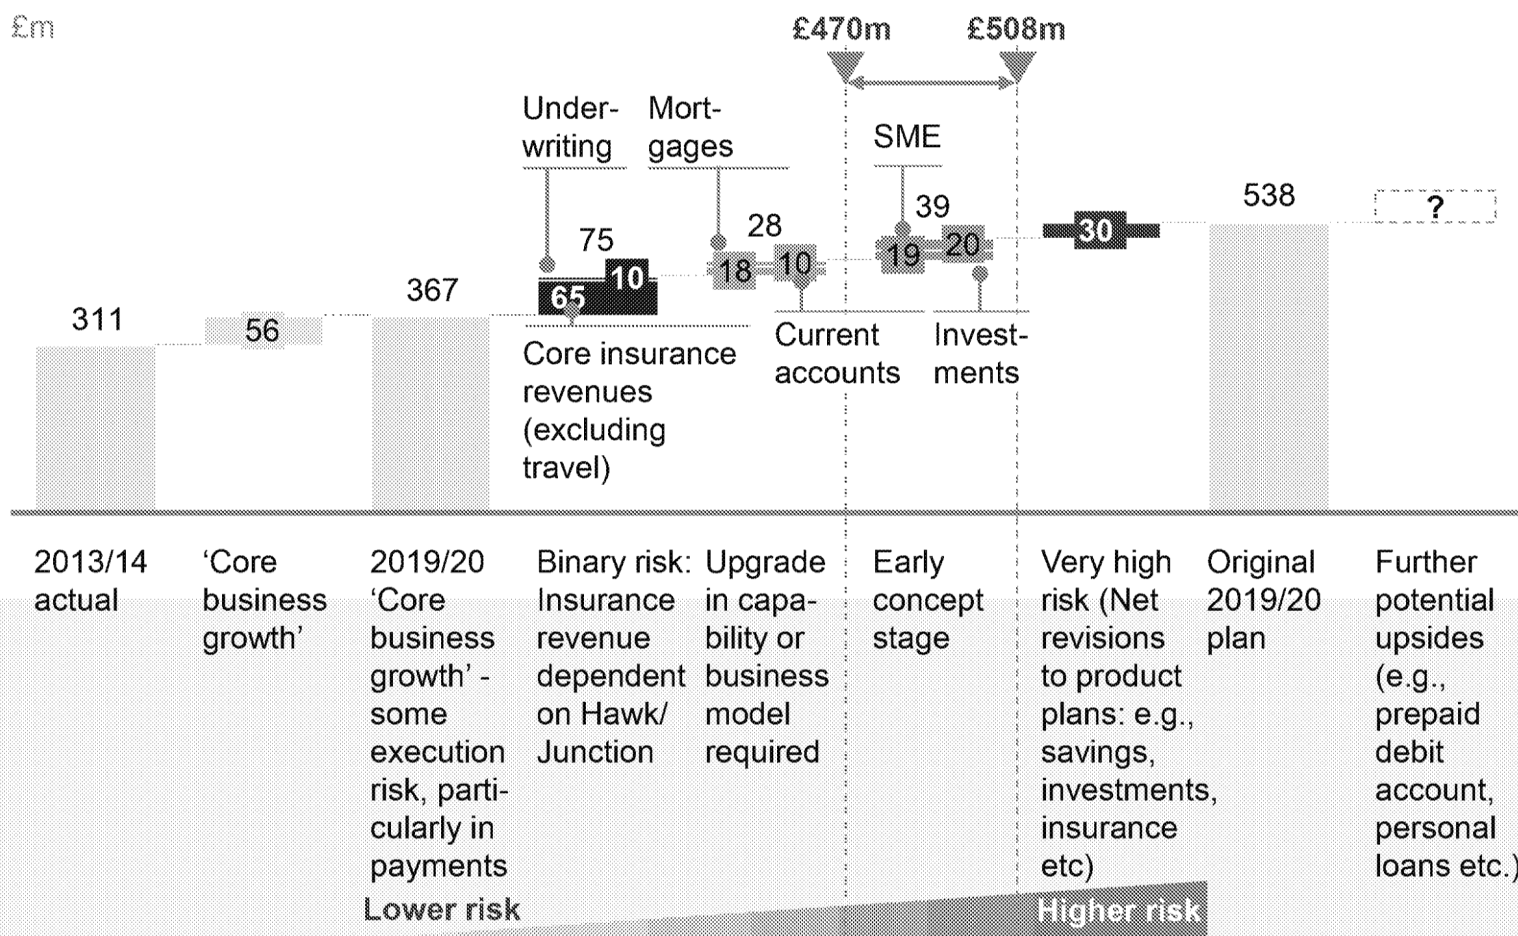 £m
£470m £508m
Under-
writing
Mort-
gages
SME
311
56
367
75
10
65
28
18
10
39
19
20
30
538
?
Core insurance
revenues
(excluding
travel)
Current
accounts
Invest-
ments
2013/14
actual
‘Core
business
growth’
2019/20
‘Core
business
growth’ -
some
execution
risk, parti-
cularly in
payments
Binary risk:
Insurance
revenue
dependent
on Hawk/
Junction
Upgrade
in capa-
bility or
business
model
required
Early
concept
stage
Very high
risk (Net
revisions
to product
plans: e.g.,
savings,
investments,
insurance
etc)
Original
2019/20
plan
Further
potential
upsides
(e.g.,
prepaid
debit
account,
personal
loans etc.)
Lower risk
Higher risk